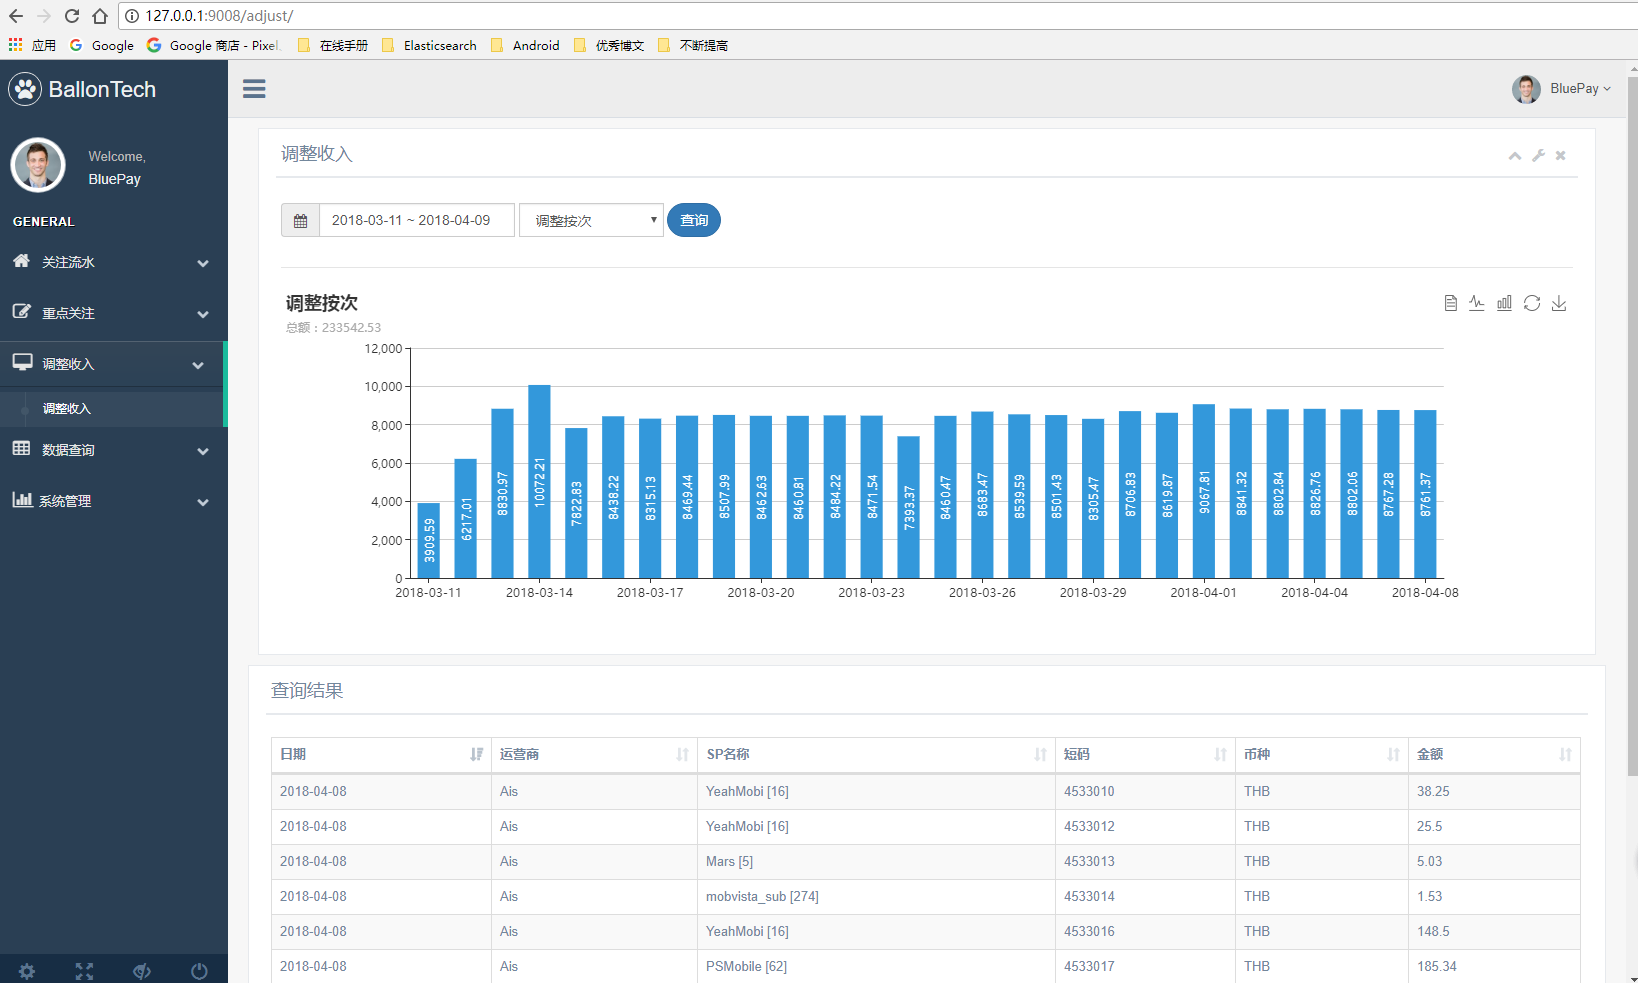 127.0.0.1:9008/adjust/
应用 Google Google 商店 - Pixel 在线手册 Elasticsearch Android 优秀博文 不断提高
BallonTech
BluePay
Welcome,
BluePay
GENERAL
关注流水
重点关注
调整收入
调整收入
数据查询
系统管理
调整收入
2018-03-11 ~ 2018-04-09 调整按次 查询
调整按次
总额：233542.53
12,000
10,000
8,000
6,000
4,000
2,000
0
3909.59
6217.01
8830.97
10072.21
7822.83
8438.22
8315.13
8469.44
8507.99
8462.63
8460.81
8484.22
8471.54
7393.37
8460.47
8683.47
8539.59
8501.43
8305.47
8706.83
8619.87
9067.81
8841.32
8802.84
8826.76
8802.06
8767.28
8761.37
2018-03-11 2018-03-14 2018-03-17 2018-03-20 2018-03-23 2018-03-26 2018-03-29 2018-04-01 2018-04-04 2018-04-08
查询结果
日期 运营商 SP名称 短码 币种 金额
2018-04-08 Ais YeahMobi [16] 4533010 THB 38.25
2018-04-08 Ais YeahMobi [16] 4533012 THB 25.5
2018-04-08 Ais Mars [5] 4533013 THB 5.03
2018-04-08 Ais mobvista_sub [274] 4533014 THB 1.53
2018-04-08 Ais YeahMobi [16] 4533016 THB 148.5
2018-04-08 Ais PSMobile [62] 4533017 THB 185.34